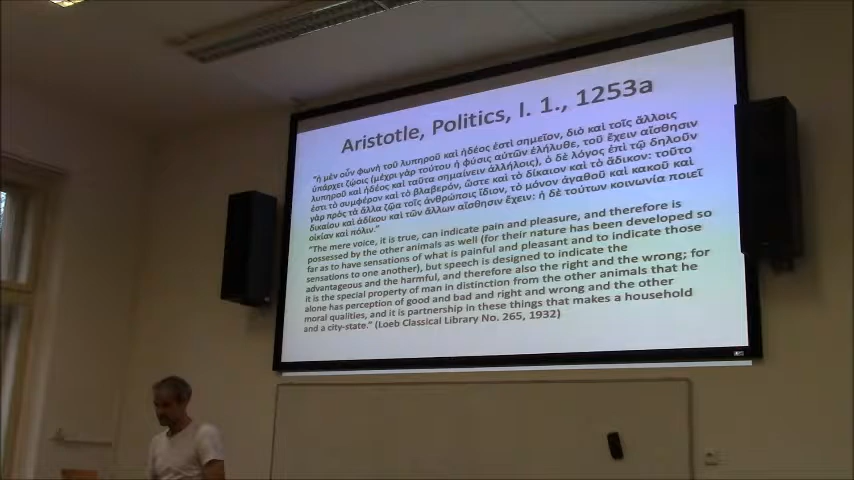 Aristotle, Politics, I. 1., 1253a
"ἡ μὲν οὖν φωνὴ τοῦ λυπηροῦ καὶ ἡδέος ἐστὶ σημεῖον, διὸ καὶ τοῖς ἄλλοις
ὑπάρχει ζῴοις (μέχρι γὰρ τούτου ἡ φύσις αὐτῶν ἐλήλυθε, τοῦ ἔχειν αἴσθησιν
λυπηροῦ καὶ ἡδέος καὶ ταῦτα σημαίνειν ἀλλήλοις), ὁ δὲ λόγος ἐπὶ τῷ δηλοῦν
ἐστι τὸ συμφέρον καὶ τὸ βλαβερόν, ὥστε καὶ τὸ δίκαιον καὶ τὸ ἄδικον: τοῦτο
γὰρ πρὸς τὰ ἄλλα ζῷα τοῖς ἀνθρώποις ἴδιον, τὸ μόνον ἀγαθοῦ καὶ κακοῦ καὶ
δικαίου καὶ ἀδίκου καὶ τῶν ἄλλων αἴσθησιν ἔχειν: ἡ δὲ τούτων κοινωνία ποιεῖ
οἰκίαν καὶ πόλιν."
"The mere voice, it is true, can indicate pain and pleasure, and therefore is
possessed by the other animals as well (for their nature has been developed so
far as to have sensations of what is painful and pleasant and to indicate those
sensations to one another), but speech is designed to indicate the
advantageous and the harmful, and therefore also the right and the wrong; for
it is the special property of man in distinction from the other animals that he
alone has perception of good and bad and right and wrong and the other
moral qualities, and it is partnership in these things that makes a household
and a city-state." (Loeb Classical Library No. 265, 1932)